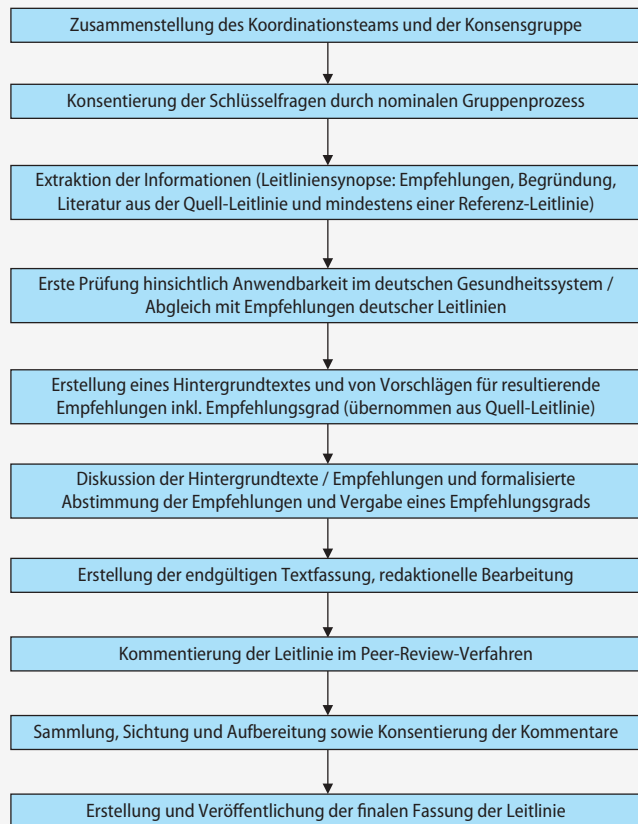 Zusammenstellung des Koordinationsteams und der Konsensgruppe
Konsentierung der Schlüsselfragen durch nominalen Gruppenprozess
Extraktion der Informationen (Leitliniensynopse: Empfehlungen, Begründung,
Literatur aus der Quell-Leitlinie und mindestens einer Referenz-Leitlinie)
Erste Prüfung hinsichtlich Anwendbarkeit im deutschen Gesundheitssystem /
Abgleich mit Empfehlungen deutscher Leitlinien
Erstellung eines Hintergrundtextes und von Vorschlägen für resultierende
Empfehlungen inkl. Empfehlungsgrad (übernommen aus Quell-Leitlinie)
Diskussion der Hintergrundtexte / Empfehlungen und formalisierte
Abstimmung der Empfehlungen und Vergabe eines Empfehlungsgrads
Erstellung der endgültigen Textfassung, redaktionelle Bearbeitung
Kommentierung der Leitlinie im Peer-Review-Verfahren
Sammlung, Sichtung und Aufbereitung sowie Konsentierung der Kommentare
Erstellung und Veröffentlichung der finalen Fassung der Leitlinie